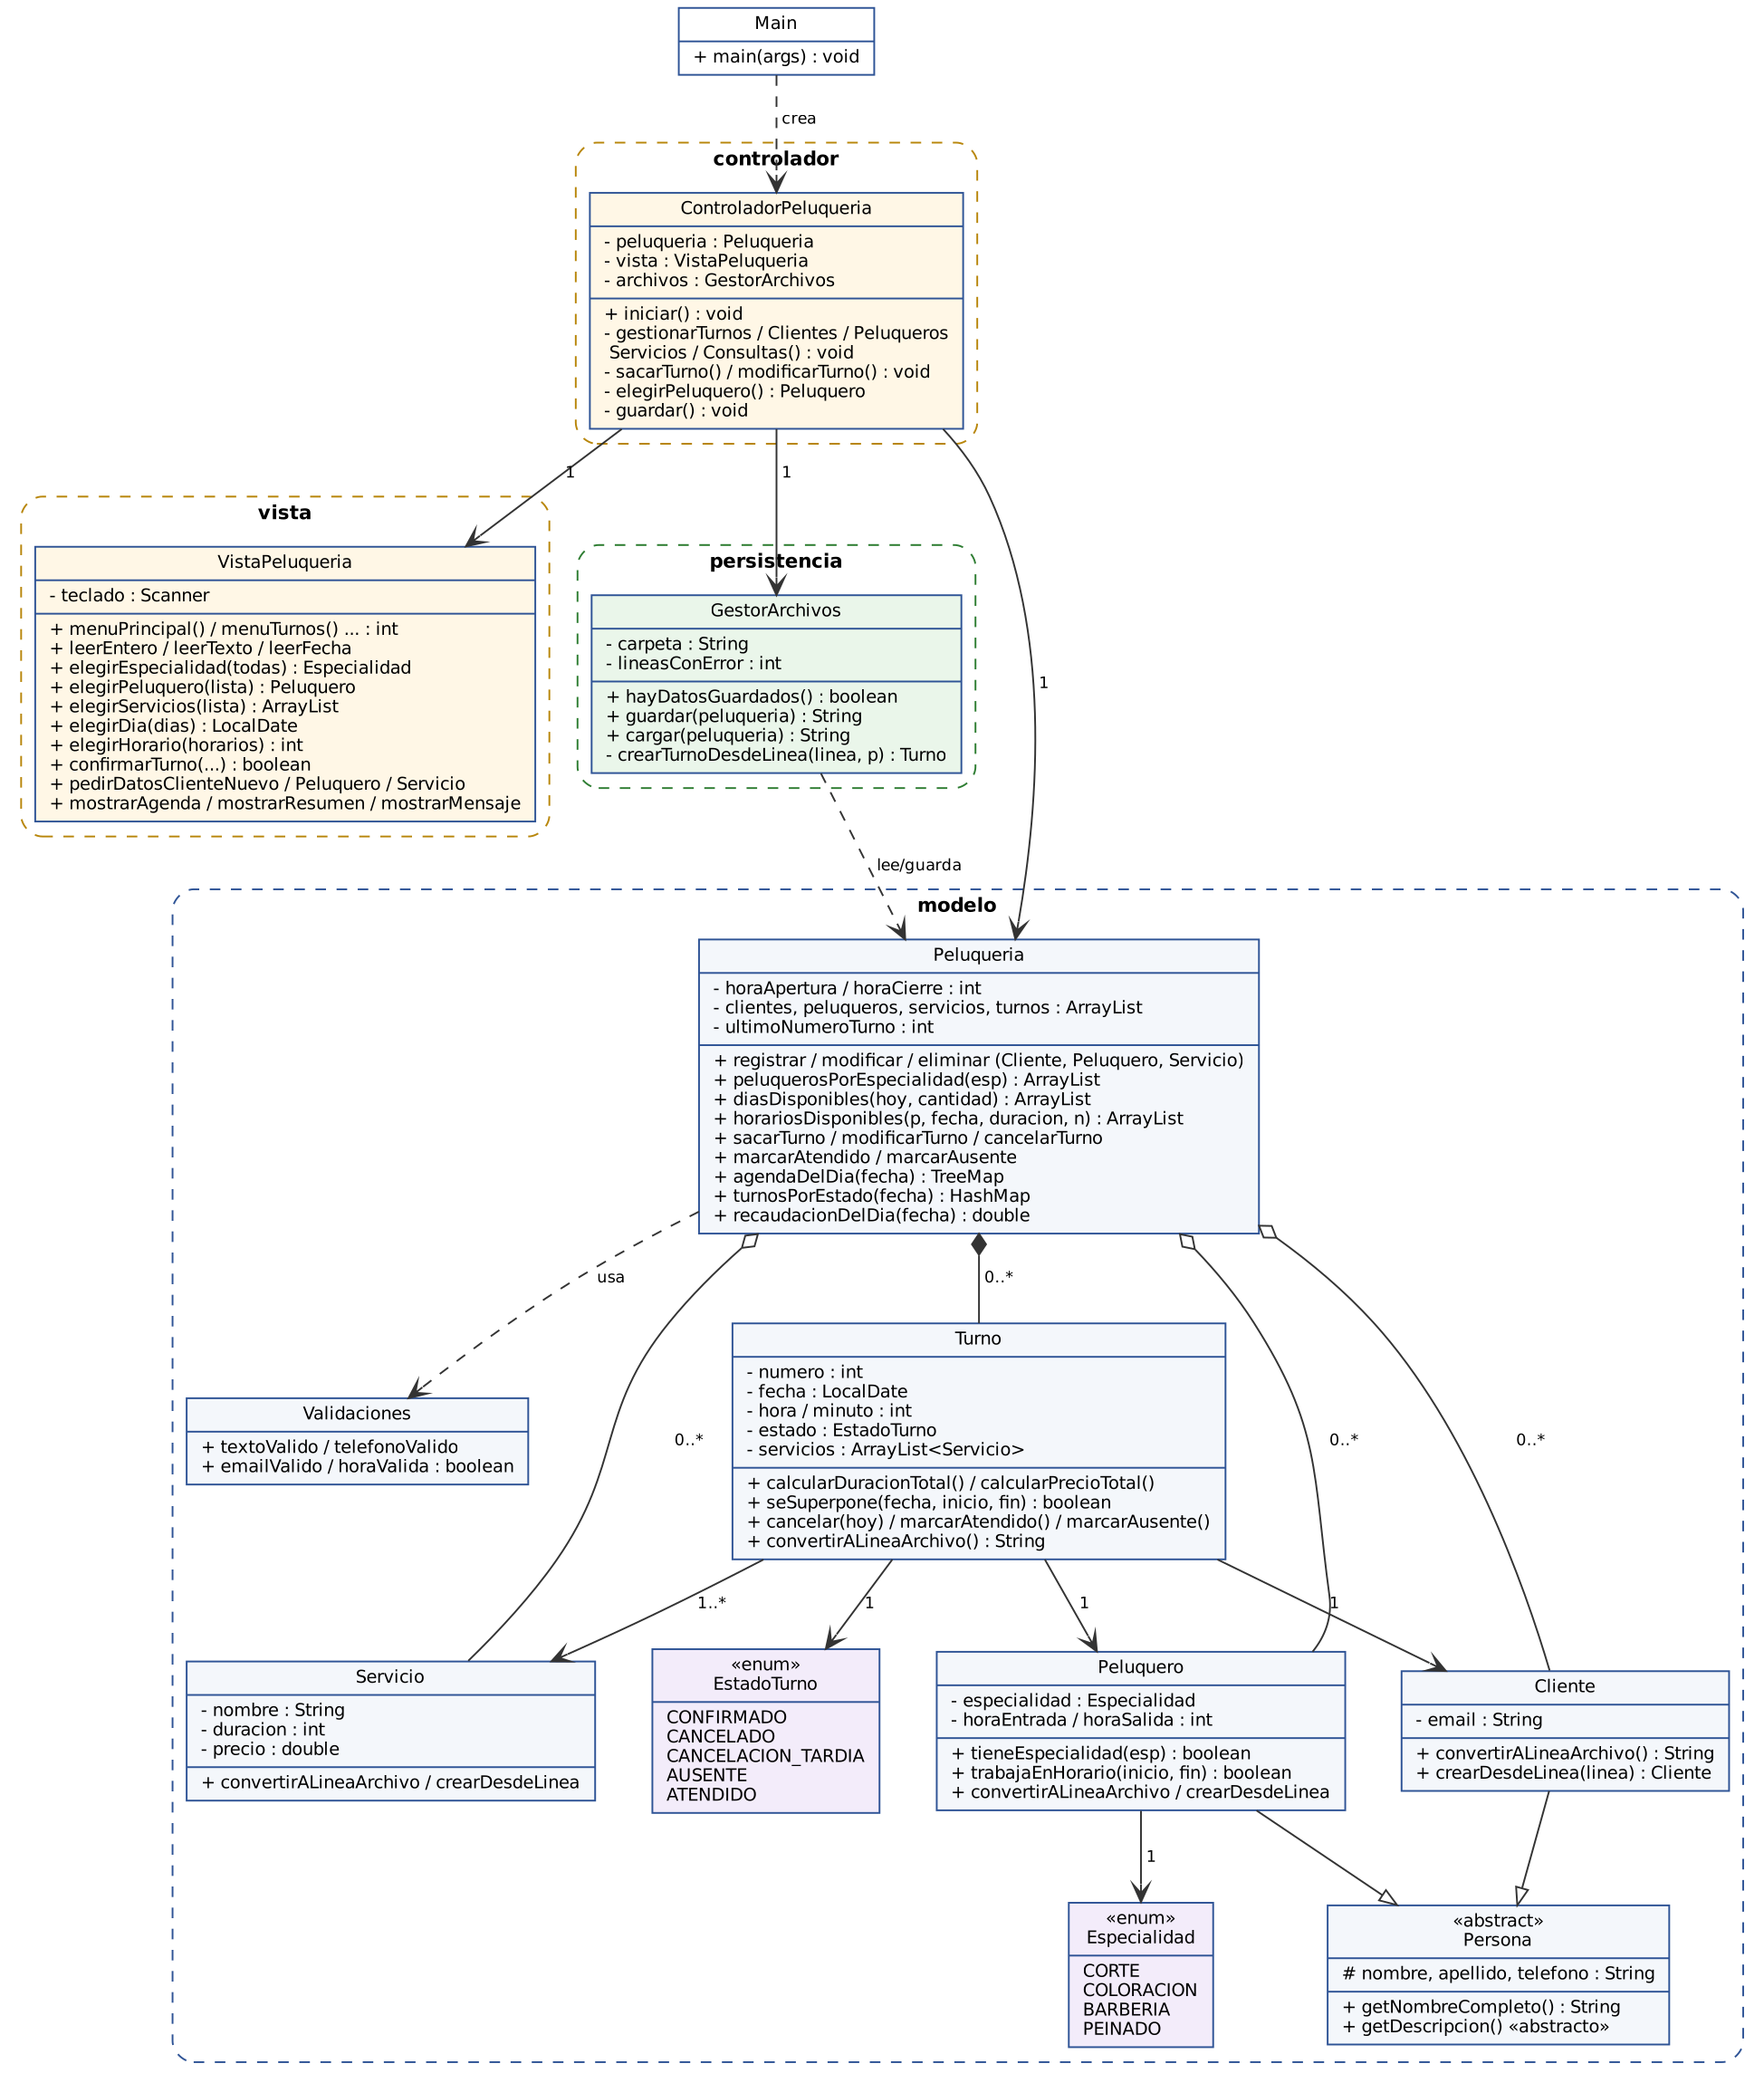 Main
+ main(args) : void
crea
controlador
ControladorPeluqueria
- peluqueria : Peluqueria
- vista : VistaPeluqueria
- archivos : GestorArchivos
+ iniciar() : void
- gestionarTurnos / Clientes / Peluqueros
Servicios / Consultas() : void
- sacarTurno() / modificarTurno() : void
- elegirPeluquero() : Peluquero
- guardar() : void
1
1
1
vista
VistaPeluqueria
- teclado : Scanner
+ menuPrincipal() / menuTurnos() ... : int
+ leerEntero / leerTexto / leerFecha
+ elegirEspecialidad(todas) : Especialidad
+ elegirPeluquero(lista) : Peluquero
+ elegirServicios(lista) : ArrayList
+ elegirDia(dias) : LocalDate
+ elegirHorario(horarios) : int
+ confirmarTurno(...) : boolean
+ pedirDatosClienteNuevo / Peluquero / Servicio
+ mostrarAgenda / mostrarResumen / mostrarMensaje
persistencia
GestorArchivos
- carpeta : String
- lineasConError : int
+ hayDatosGuardados() : boolean
+ guardar(peluqueria) : String
+ cargar(peluqueria) : String
- crearTurnoDesdeLinea(linea, p) : Turno
lee/guarda
modelo
Peluqueria
- horaApertura / horaCierre : int
- clientes, peluqueros, servicios, turnos : ArrayList
- ultimoNumeroTurno : int
+ registrar / modificar / eliminar (Cliente, Peluquero, Servicio)
+ peluquerosPorEspecialidad(esp) : ArrayList
+ diasDisponibles(hoy, cantidad) : ArrayList
+ horariosDisponibles(p, fecha, duracion, n) : ArrayList
+ sacarTurno / modificarTurno / cancelarTurno
+ marcarAtendido / marcarAusente
+ agendaDelDia(fecha) : TreeMap
+ turnosPorEstado(fecha) : HashMap
+ recaudacionDelDia(fecha) : double
usa
0..*
0..*
0..*
0..*
Validaciones
+ textoValido / telefonoValido
+ emailValido / horaValida : boolean
Turno
- numero : int
- fecha : LocalDate
- hora / minuto : int
- estado : EstadoTurno
- servicios : ArrayList<Servicio>
+ calcularDuracionTotal() / calcularPrecioTotal()
+ seSuperpone(fecha, inicio, fin) : boolean
+ cancelar(hoy) / marcarAtendido() / marcarAusente()
+ convertirALineaArchivo() : String
1..*
1
1
1
Servicio
- nombre : String
- duracion : int
- precio : double
+ convertirALineaArchivo / crearDesdeLinea
«enum»
EstadoTurno
CONFIRMADO
CANCELADO
CANCELACION_TARDIA
AUSENTE
ATENDIDO
Peluquero
- especialidad : Especialidad
- horaEntrada / horaSalida : int
+ tieneEspecialidad(esp) : boolean
+ trabajaEnHorario(inicio, fin) : boolean
+ convertirALineaArchivo / crearDesdeLinea
Cliente
- email : String
+ convertirALineaArchivo() : String
+ crearDesdeLinea(linea) : Cliente
1
«enum»
Especialidad
CORTE
COLORACION
BARBERIA
PEINADO
«abstract»
Persona
# nombre, apellido, telefono : String
+ getNombreCompleto() : String
+ getDescripcion() «abstracto»